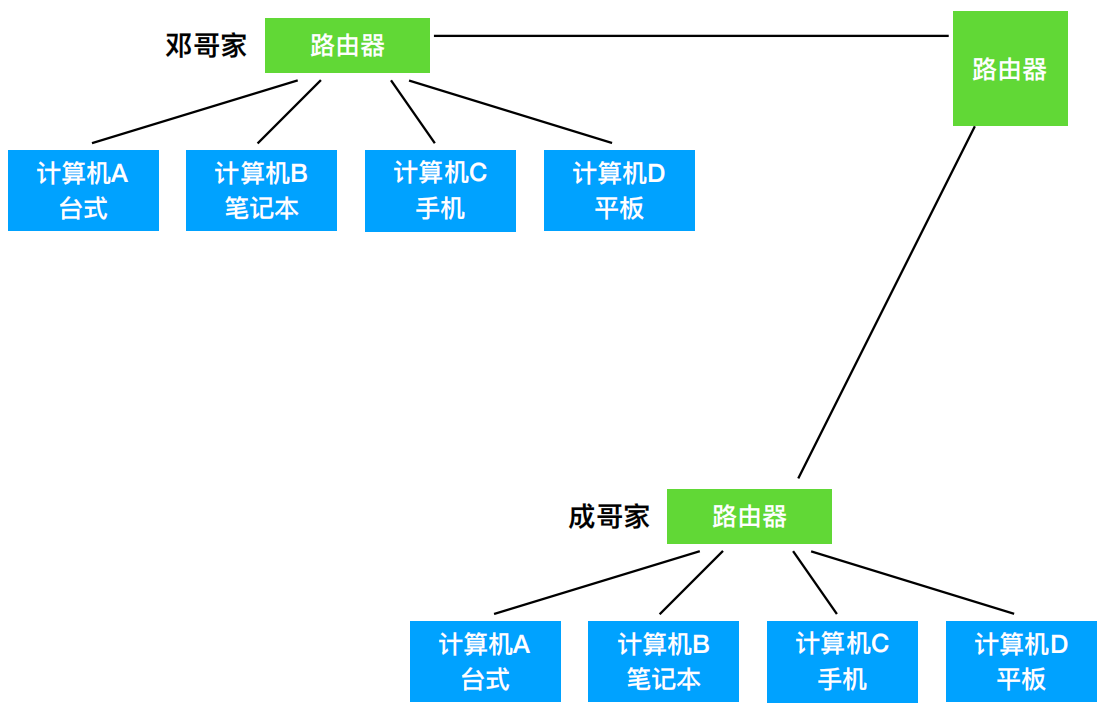 邓哥家
路由器
路由器
计算机A
台式
计算机B
笔记本
计算机C
手机
计算机D
平板
成哥家
路由器
计算机A
台式
计算机B
笔记本
计算机C
手机
计算机D
平板